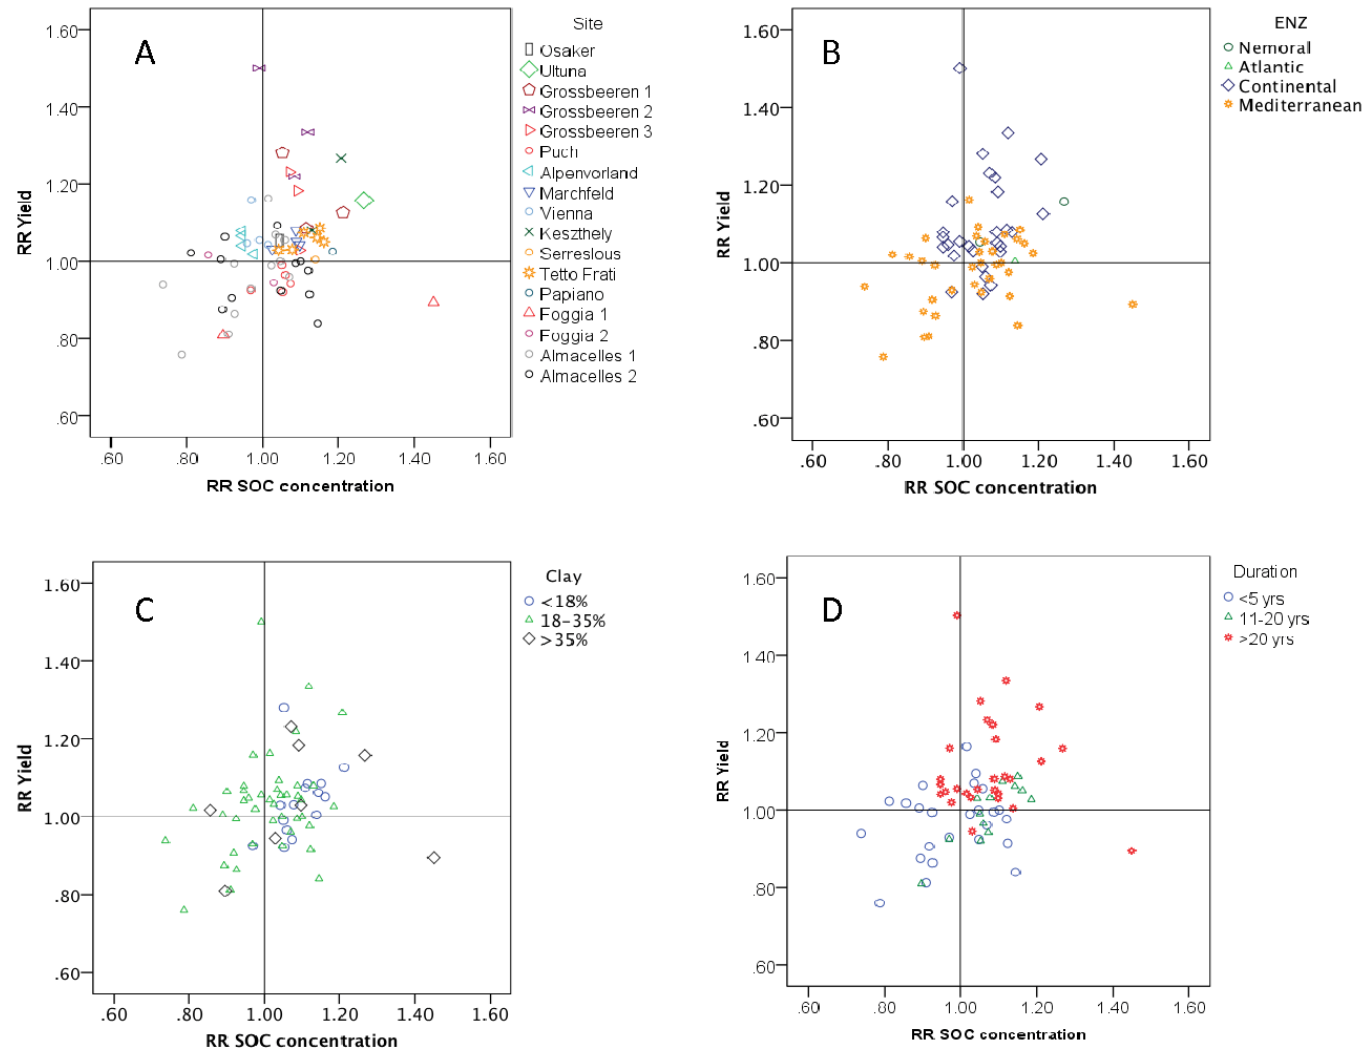 A
RR Yield
1.60
1.40
1.20
1.00
.80
.60
.60 .80 1.00 1.20 1.40 1.60
RR SOC concentration
Site
Osaker
Ultuna
Grossbeeren 1
Grossbeeren 2
Grossbeeren 3
Puch
Alpenvorland
Marchfeld
Vienna
Keszthely
Serreslous
Tetto Frati
Papiano
Foggia 1
Foggia 2
Almacelles 1
Almacelles 2
B
RR Yield
1.60
1.40
1.20
1.00
.80
.60
.60 .80 1.00 1.20 1.40 1.60
RR SOC concentration
ENZ
Nemoral
Atlantic
Continental
Mediterranean
C
RR Yield
1.60
1.40
1.20
1.00
.80
.60
.60 .80 1.00 1.20 1.40 1.60
RR SOC concentration
Clay
<18%
18-35%
>35%
D
RR Yield
1.60
1.40
1.20
1.00
.80
.60
.60 .80 1.00 1.20 1.40 1.60
RR SOC concentration
Duration
<5 yrs
11-20 yrs
>20 yrs